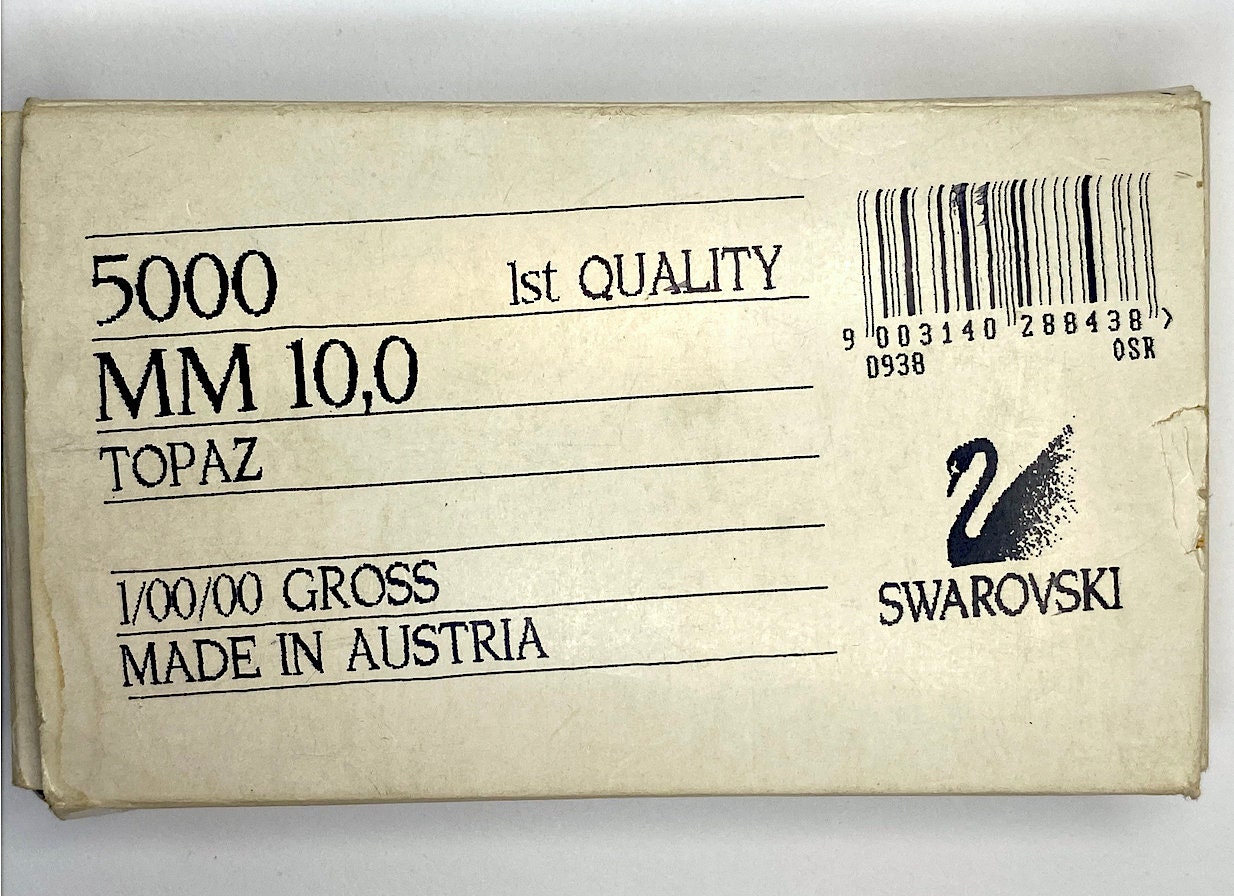 5000 1st QUALITY
MM 10,0
TOPAZ
1/00/00 GROSS
MADE IN AUSTRIA
9 003140 288438 >
0938 OSR
SWAROVSKI